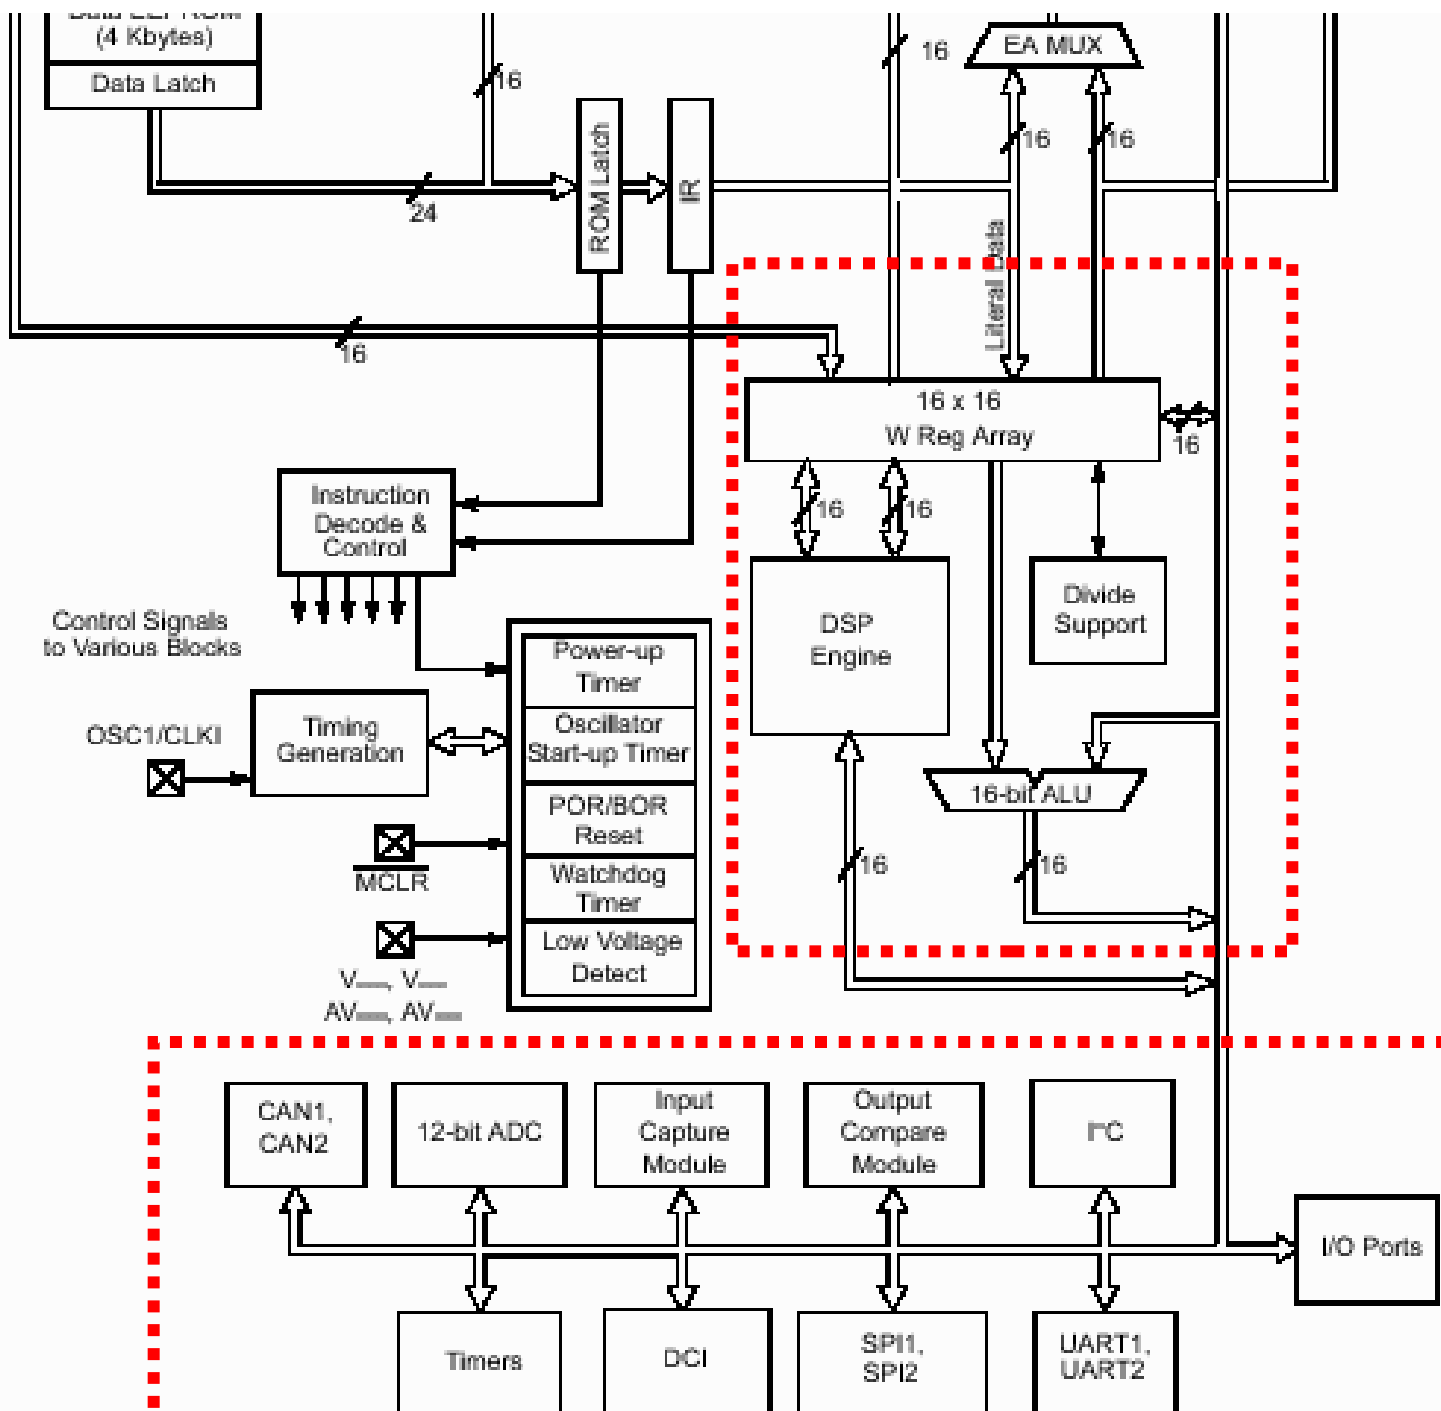 (4 Kbytes)
Data Latch
16
16
EA MUX
16
16
24
ROM Latch
IR
Literal Data
16
16 x 16
W Reg Array
16
16
16
Instruction
Decode &
Control
Control Signals
to Various Blocks
DSP
Engine
Divide
Support
Power-up
Timer
OSC1/CLKI
Timing
Generation
Oscillator
Start-up Timer
16-bit ALU
POR/BOR
Reset
MCLR
16
16
Watchdog
Timer
Low Voltage
Detect
CAN1,
CAN2
12-bit ADC
Input
Capture
Module
Output
Compare
Module
I/O Ports
Timers
DCI
SPI1,
SPI2
UART1,
UART2